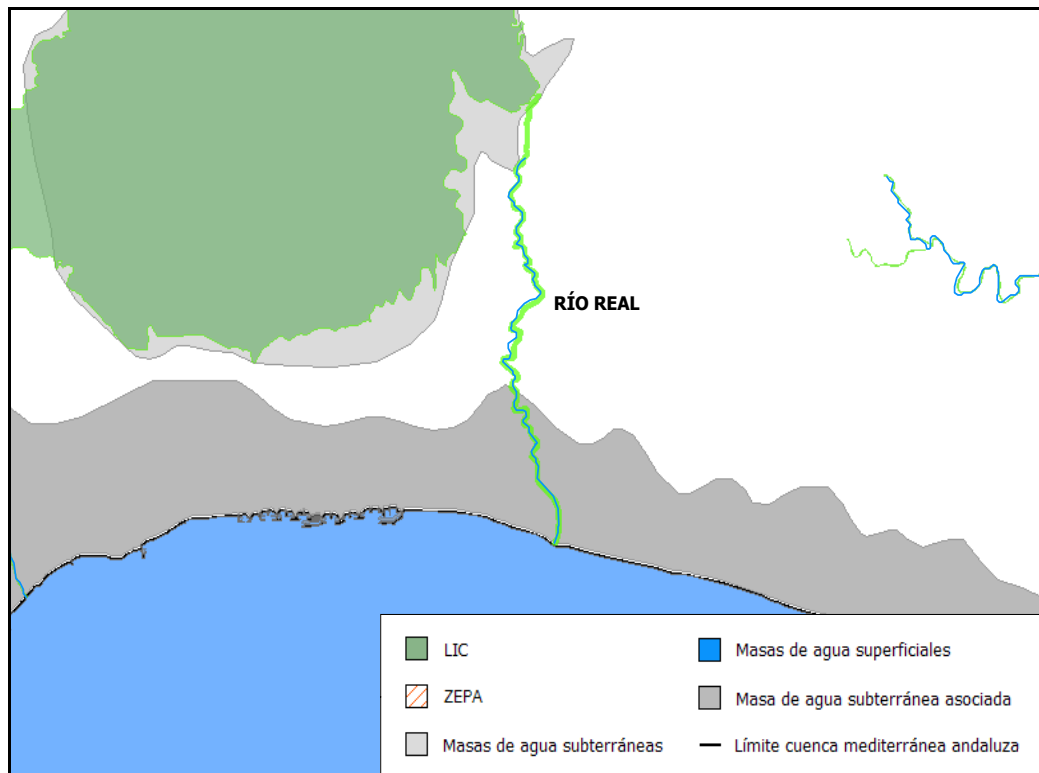 RÍO REAL
LIC
ZEPA
Masas de agua subterráneas
Masas de agua superficiales
Masa de agua subterránea asociada
Límite cuenca mediterránea andaluza